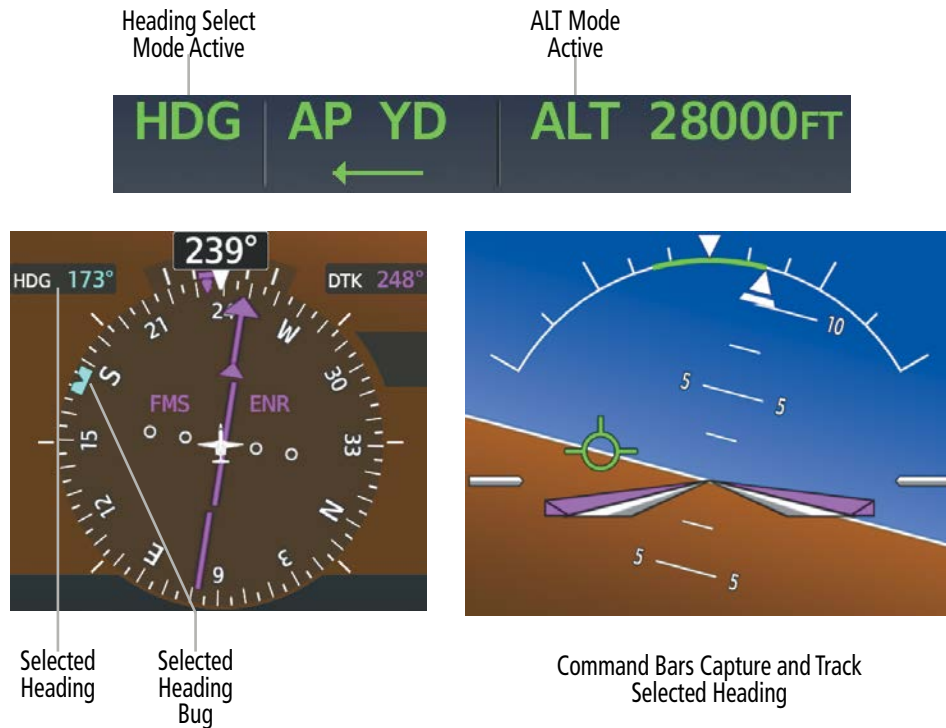 Heading Select
Mode Active
ALT Mode
Active
HDG AP YD ALT 28000FT
239°
HDG 173°
DTK 248°
21
24
W
30
33
N
3
6
E
12
15
S
FMS ENR
10
5
5
5
5
Selected
Heading
Selected
Heading
Bug
Command Bars Capture and Track
Selected Heading